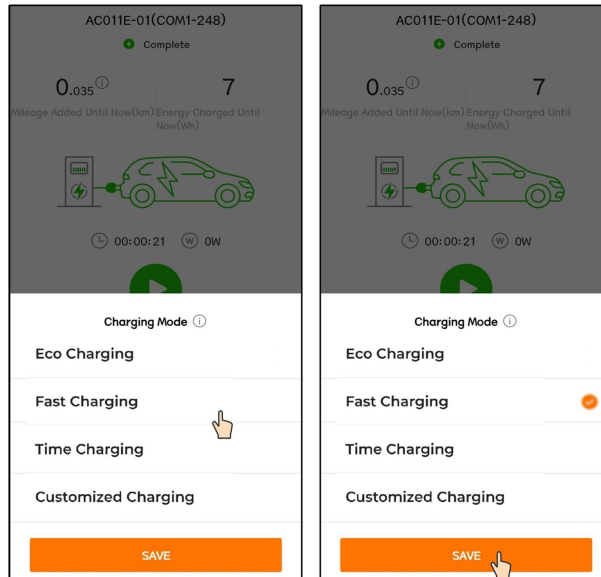 AC011E-01(COM1-248)
Complete
0.035
7
Mileage Added Until Now(km)
Energy Charged Until
Now(Wh)
00:00:21
W
0W
Charging Mode
Eco Charging
Fast Charging
Time Charging
Customized Charging
SAVE
AC011E-01(COM1-248)
Complete
0.035
7
Mileage Added Until Now(km)
Energy Charged Until
Now(Wh)
00:00:21
W
0W
Charging Mode
Eco Charging
Fast Charging
Time Charging
Customized Charging
SAVE